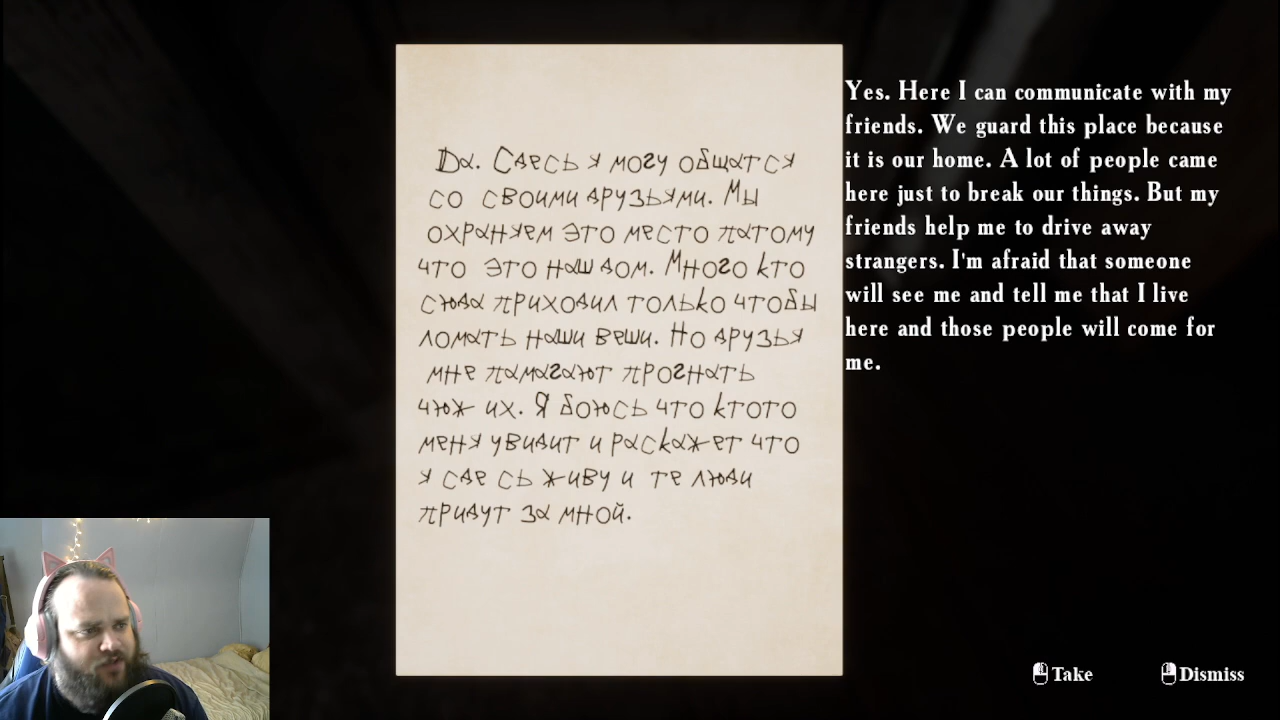 Da. Сдесь я могу общатся
со своими друзьями. Мы
охраняем это место патому
что это наш дом. Много кто
сюда приходил только чтобы
ломать наши веши. Но друзья
мне памагают прогнать
чюж их. Я боюсь что ктото
меня увидит и раскажет что
я сде сь живу и те люди
придут за мной.
Yes. Here I can communicate with my
friends. We guard this place because
it is our home. A lot of people came
here just to break our things. But my
friends help me to drive away
strangers. I'm afraid that someone
will see me and tell me that I live
here and those people will come for
me.
Take
Dismiss